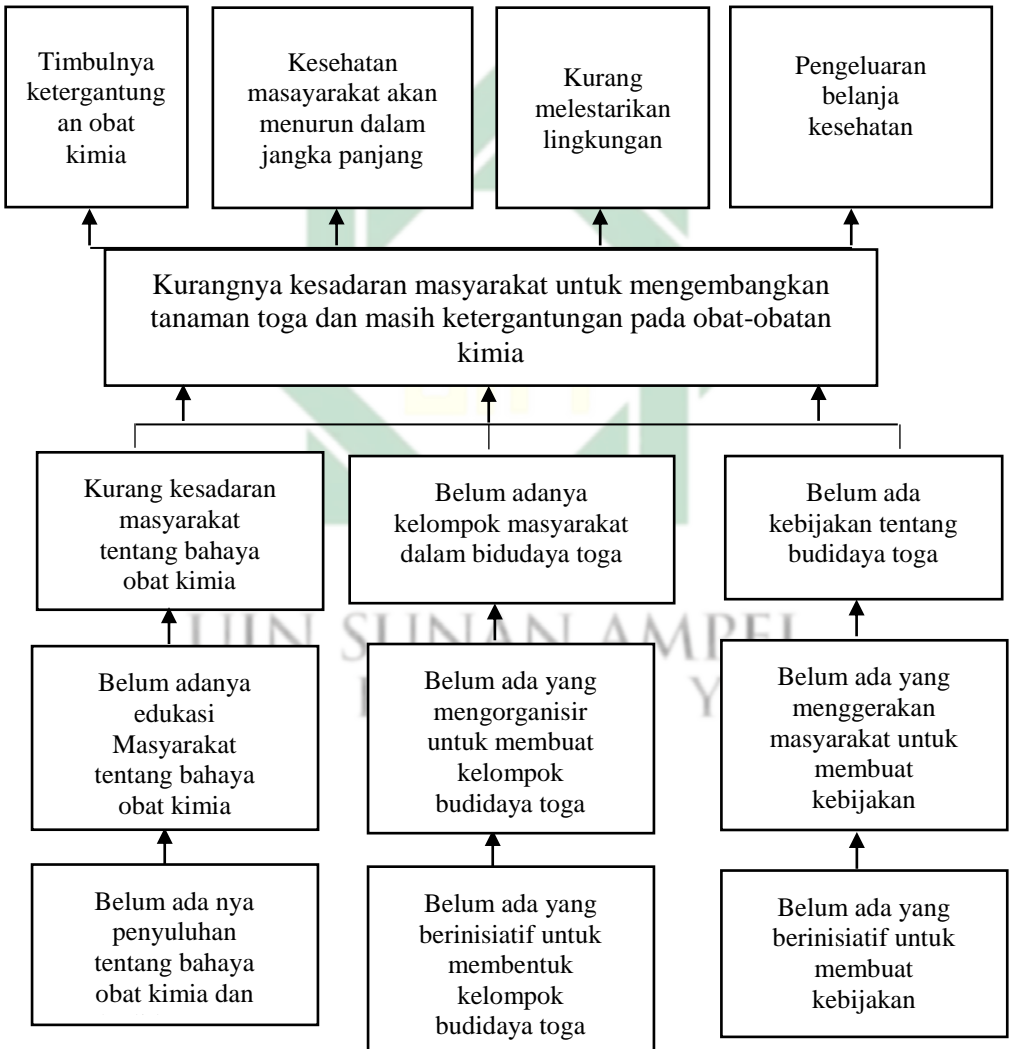 Timbulnya
ketergantung
an obat
kimia
Kesehatan
masayarakat akan
menurun dalam
jangka panjang
Kurang
melestarikan
lingkungan
Pengeluaran
belanja
kesehatan
Kurangnya kesadaran masyarakat untuk mengembangkan
tanaman toga dan masih ketergantungan pada obat-obatan
kimia
Kurang kesadaran
masyarakat
tentang bahaya
obat kimia
Belum adanya
kelompok masyarakat
dalam bidudaya toga
Belum ada
kebijakan tentang
budidaya toga
UIN SUNAN AMPEL
Belum adanya
edukasi
Masyarakat
tentang bahaya
obat kimia
Belum ada yang
mengorganisir
untuk membuat
kelompok
budidaya toga
Belum ada yang
menggerakan
masyarakat untuk
membuat
kebijakan
Belum ada nya
penyuluhan
tentang bahaya
obat kimia dan
Belum ada yang
berinisiatif untuk
membentuk
kelompok
budidaya toga
Belum ada yang
berinisiatif untuk
membuat
kebijakan